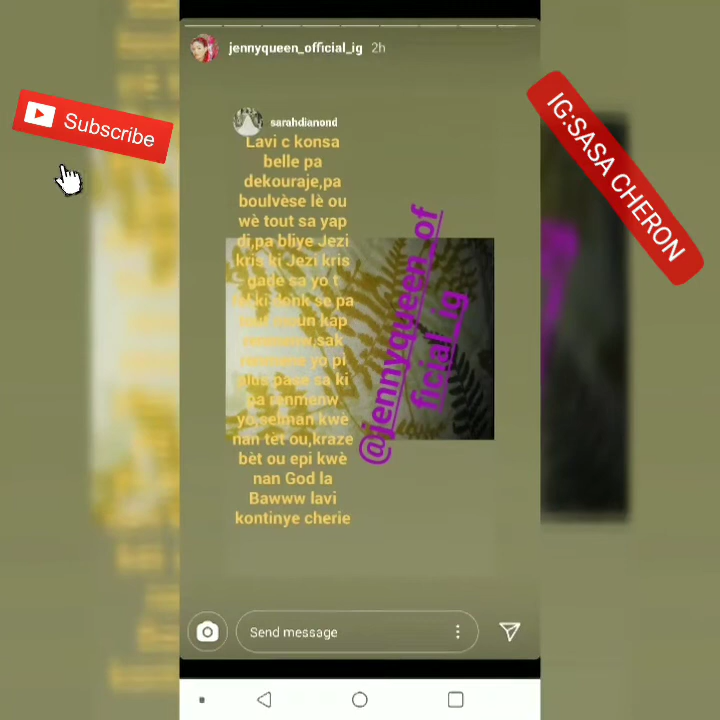 jennyqueen_official_ig 2h
Subscribe
IG:SASA CHERON
sarahdianond
Lavi c konsa
belle pa
dekouraje,pa
boulvèse lè ou
wè tout sa yap
di,pa bliye Jezi
kris ki Jezi kris
gade sa yo t
ki donk se pa
moun kap
renmenw,sak
yo pi
plus pase sa ki
pa renmenw
yo,selman kwè
nan tèt ou,kraze
bèt ou epi kwè
nan God la
Bawww lavi
kontinye cherie
@jennyqueen_of
ficial_ig
Send message